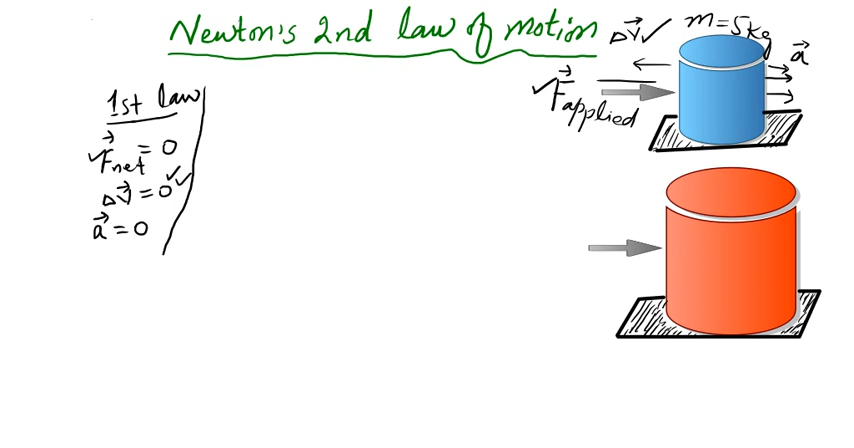 Newton's 2nd law of motion
Δv⃗ ✓
m = 5kg
a⃗
✓F⃗applied
1st law
✓F⃗net = 0
Δv⃗ = 0 ✓✓
a⃗ = 0